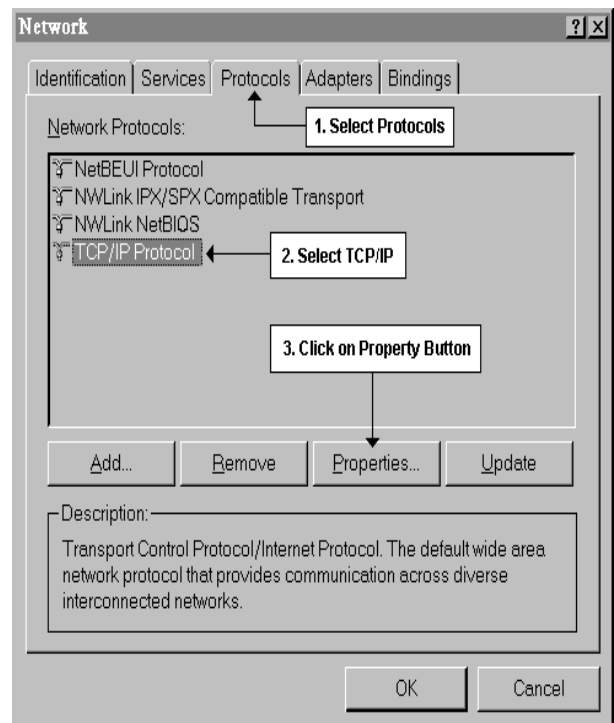 Network
Identification Services Protocols Adapters Bindings
1. Select Protocols
Network Protocols:
NetBEUI Protocol
NWLink IPX/SPX Compatible Transport
NWLink NetBIOS
TCP/IP Protocol
2. Select TCP/IP
3. Click on Property Button
Add... Remove Properties... Update
Description:
Transport Control Protocol/Internet Protocol. The default wide area
network protocol that provides communication across diverse
interconnected networks.
OK Cancel